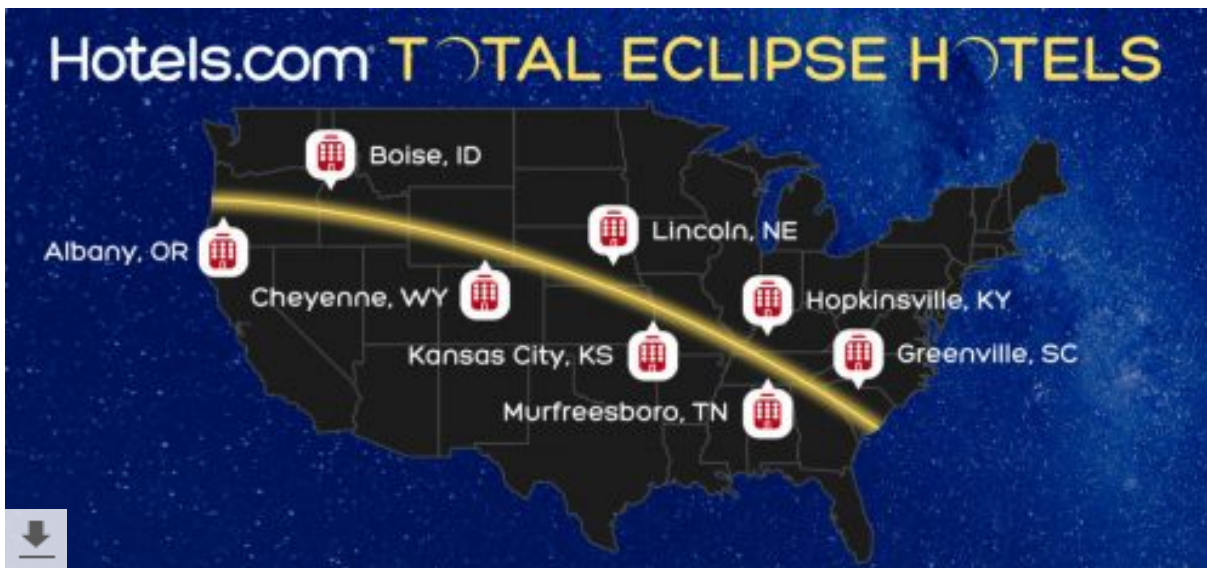 Hotels.com TOTAL ECLIPSE HOTELS
Boise, ID
Albany, OR
Lincoln, NE
Cheyenne, WY
Hopkinsville, KY
Kansas City, KS
Greenville, SC
Murfreesboro, TN